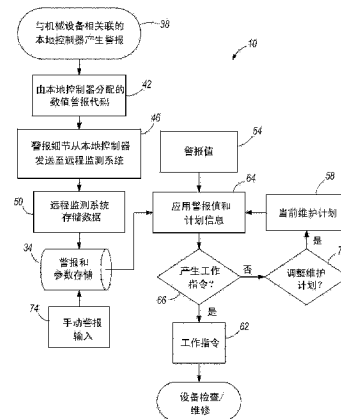 与机械设备相关联的
本地控制器产生警报
38
10
由本地控制器分配的
数值警报代码
42
警报细节从本地控制器
发送至远程监测系统
46
警报值
54
远程监测系统
存储数据
50
应用警报值和
计划信息
64
当前维护计划
58
警报和
参数存储
34
产生工作
指令?
66
否
是
调整维护
计划?
手动警报
输入
74
是
工作指令
62
设备检查/
维修